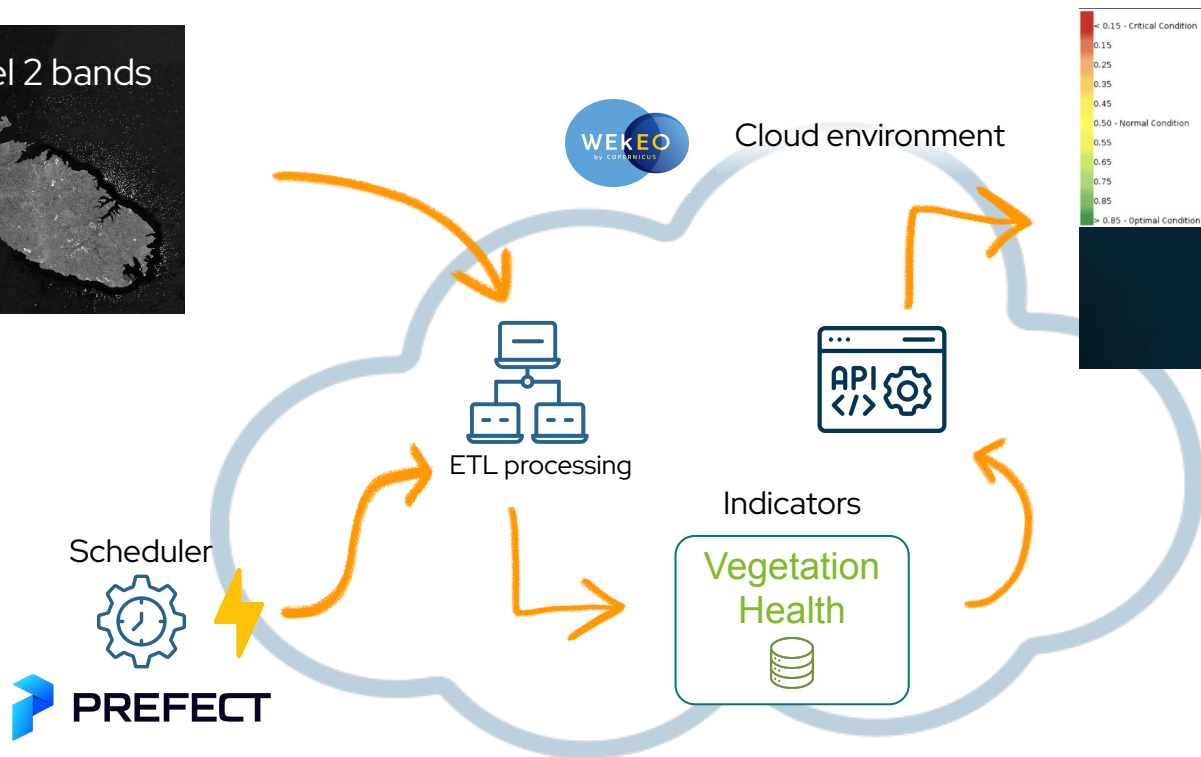 el 2 bands
WEKEO
by COPERNICUS
Cloud environment
< 0.15 - Critical Condition
0.15
0.25
0.35
0.45
0.50 - Normal Condition
0.55
0.65
0.75
0.85
> 0.85 - Optimal Condition
API
</>
ETL processing
Indicators
Vegetation
Health
Scheduler
PREFECT